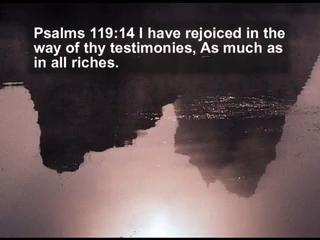 Psalms 119:14 I have rejoiced in the
way of thy testimonies, As much as
in all riches.